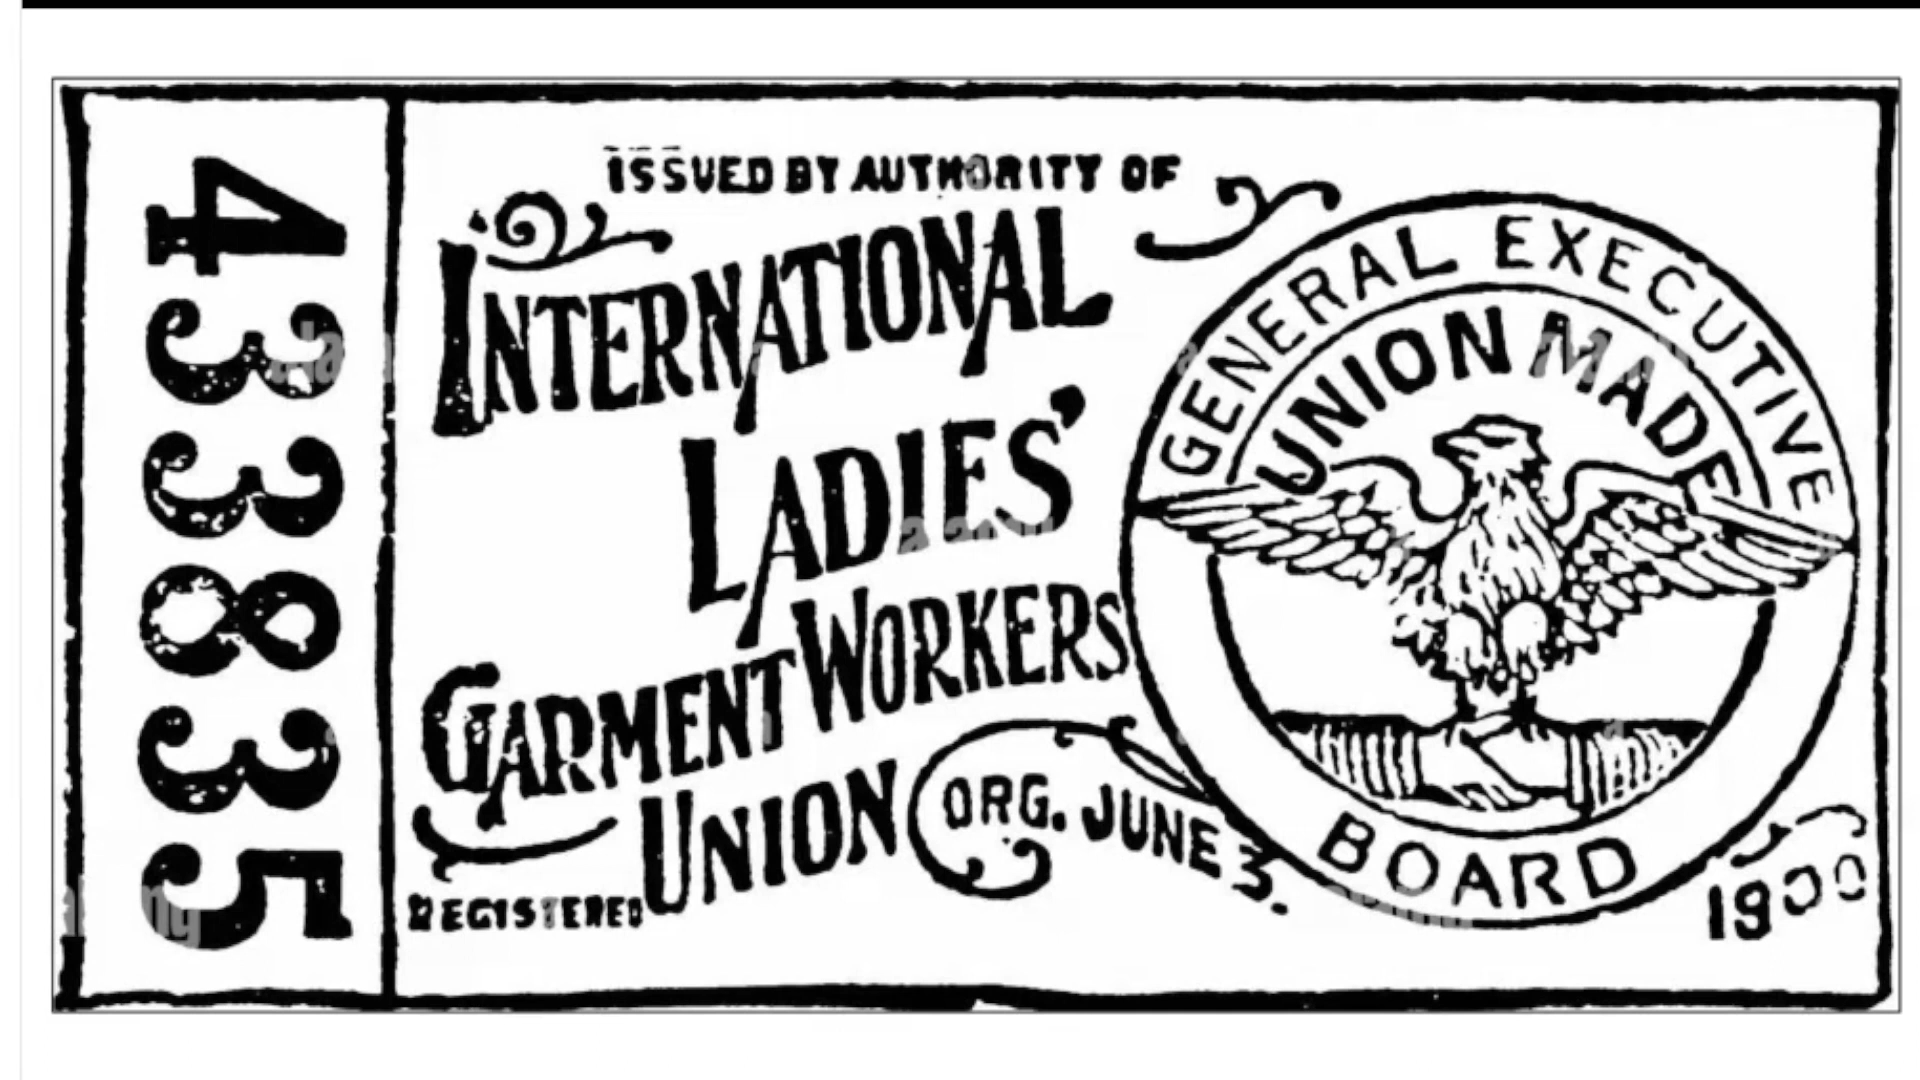 433835
ISSUED BY AUTHORITY OF
INTERNATIONAL
LADIES'
GARMENT WORKERS
UNION
ORG. JUNE 3.
1900
REGISTERED
GENERAL EXECUTIVE
UNION MADE
BOARD